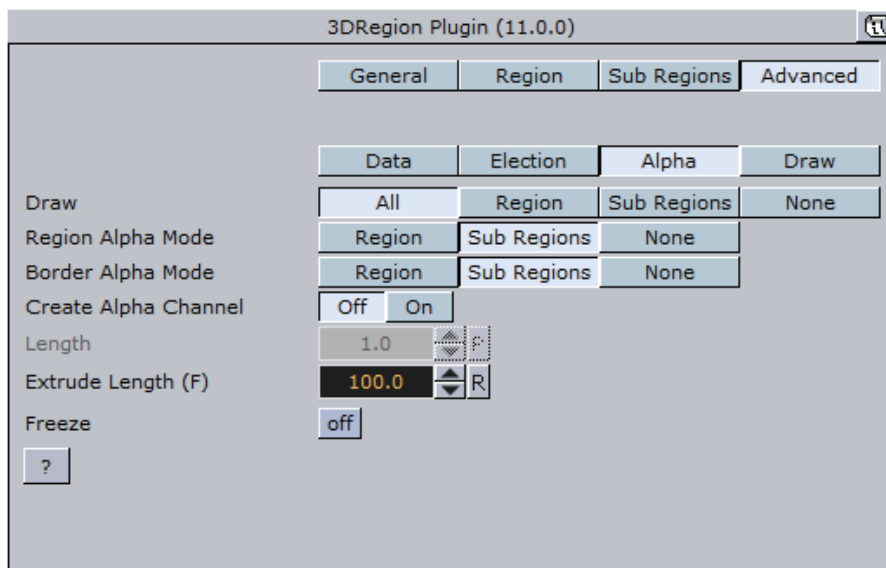 3DRegion Plugin (11.0.0)
General Region Sub Regions Advanced
Data Election Alpha Draw
Draw All Region Sub Regions None
Region Alpha Mode Region Sub Regions None
Border Alpha Mode Region Sub Regions None
Create Alpha Channel Off On
Length 1.0
Extrude Length (F) 100.0 R
Freeze off
?